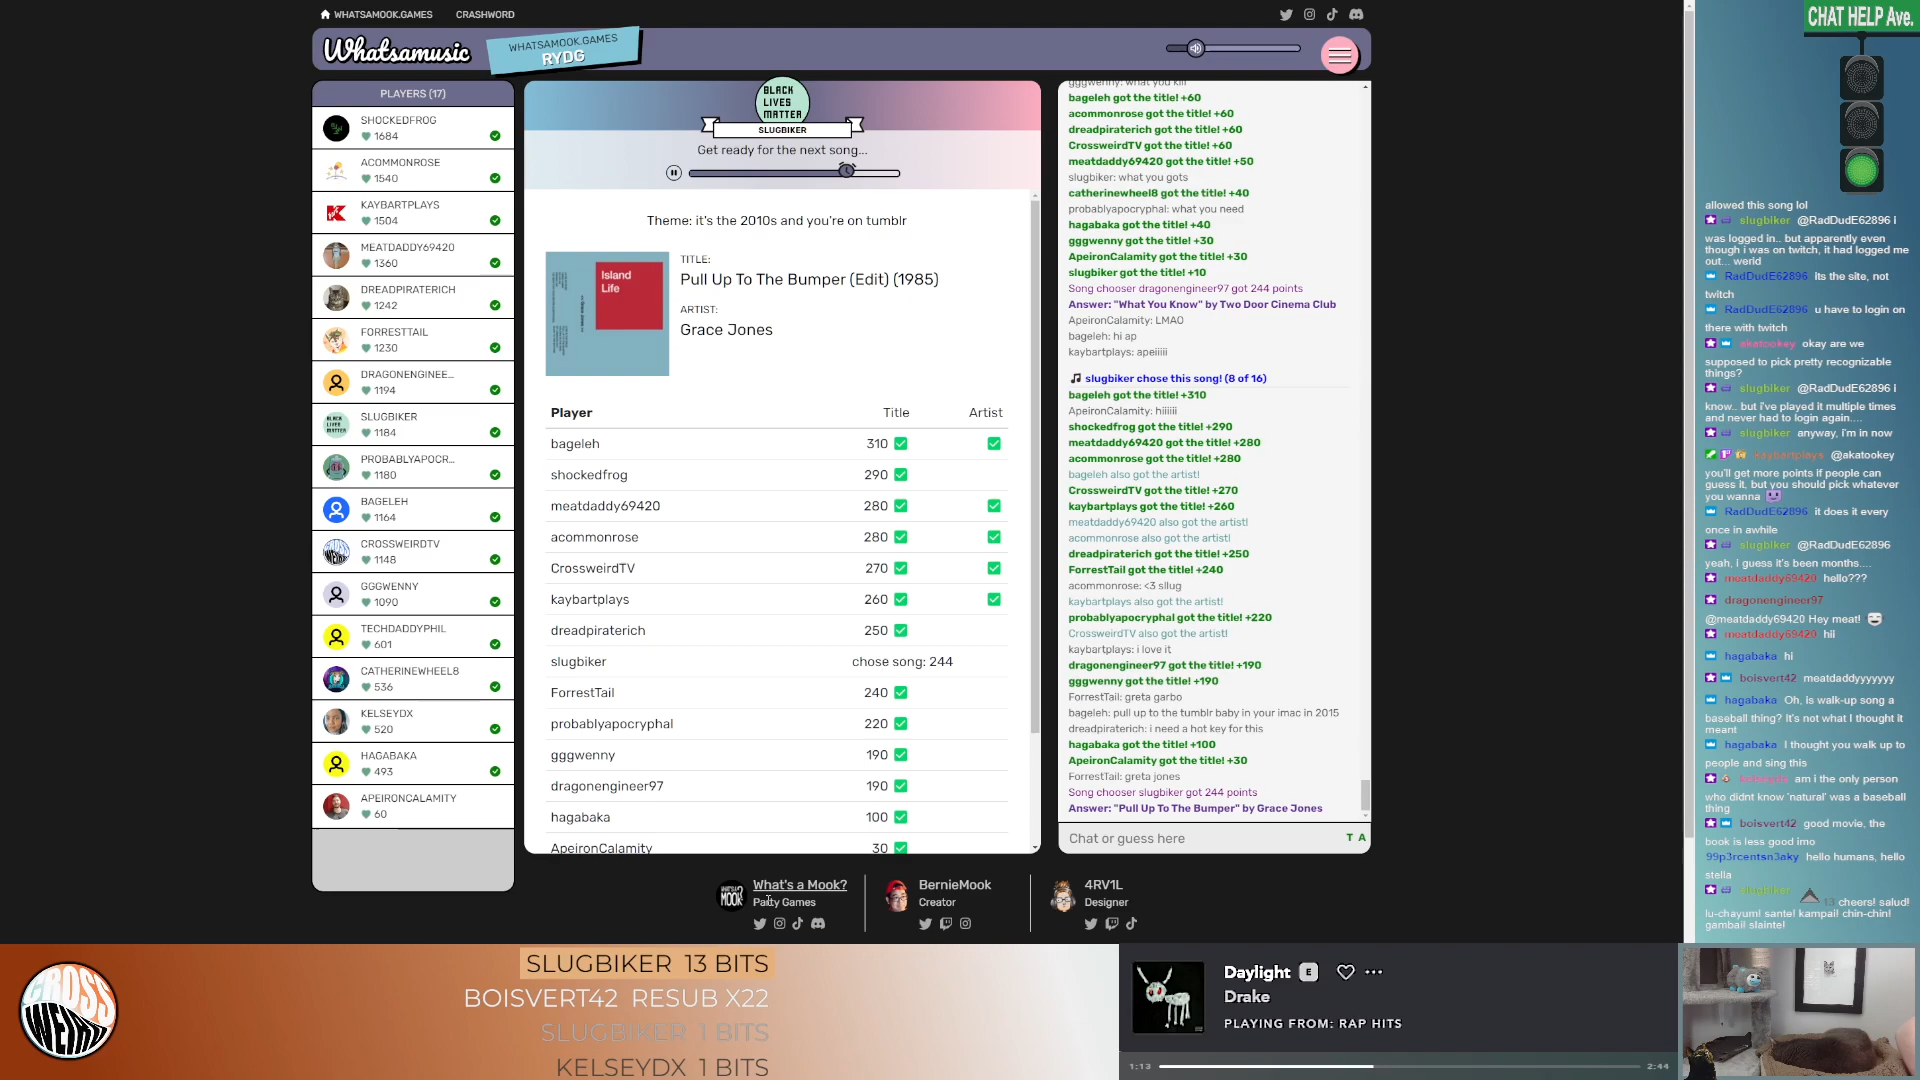 WHATSAMOOK.GAMES
CRASHWORD
Whatsamusic
WHATSAMOOK.GAMES
RYDG
PLAYERS (17)
SHOCKEDFROG
1684
ACOMMONROSE
1540
KAYBARTPLAYS
1504
MEATDADDY69420
1360
DREADPIRATERICH
1242
FORRESTTAIL
1230
DRAGONENGINEE...
1194
SLUGBIKER
1184
PROBABLYAPOCR...
1180
BAGELEH
1164
CROSSWEIRDTV
1148
GGGWENNY
1090
TECHDADDYPHIL
601
CATHERINEWHEEL8
536
KELSEYDX
520
HAGABAKA
493
APEIRONCALAMITY
60
BLACK
LIVES
MATTER
SLUGBIKER
Get ready for the next song...
Theme: it's the 2010s and you're on tumblr
Island
Life
TITLE:
Pull Up To The Bumper (Edit) (1985)
ARTIST:
Grace Jones
Player Title Artist
bageleh 310
shockedfrog 290
meatdaddy69420 280
acommonrose 280
CrossweirdTV 270
kaybartplays 260
dreadpiraterich 250
slugbiker chose song: 244
ForrestTail 240
probablyapocryphal 220
gggwenny 190
dragonengineer97 190
hagabaka 100
ApeironCalamity 30
gggwenny: what you kill
bageleh got the title! +60
acommonrose got the title! +60
dreadpiraterich got the title! +60
CrossweirdTV got the title! +60
meatdaddy69420 got the title! +50
slugbiker: what you gots
catherinewheel8 got the title! +40
probablyapocryphal: what you need
hagabaka got the title! +40
gggwenny got the title! +30
ApeironCalamity got the title! +30
slugbiker got the title! +10
Song chooser dragonengineer97 got 244 points
Answer: "What You Know" by Two Door Cinema Club
ApeironCalamity: LMAO
bageleh: hi ap
kaybartplays: apeiiiii
slugbiker chose this song! (8 of 16)
bageleh got the title! +310
ApeironCalamity: hiiiiii
shockedfrog got the title! +290
meatdaddy69420 got the title! +280
acommonrose got the title! +280
bageleh also got the artist!
CrossweirdTV got the title! +270
kaybartplays got the title! +260
meatdaddy69420 also got the artist!
acommonrose also got the artist!
dreadpiraterich got the title! +250
ForrestTail got the title! +240
acommonrose: <3 sllug
kaybartplays also got the artist!
probablyapocryphal got the title! +220
CrossweirdTV also got the artist!
kaybartplays: i love it
dragonengineer97 got the title! +190
gggwenny got the title! +190
ForrestTail: greta garbo
bageleh: pull up to the tumblr baby in your imac in 2015
dreadpiraterich: i need a hot key for this
hagabaka got the title! +100
ApeironCalamity got the title! +30
ForrestTail: greta jones
Song chooser slugbiker got 244 points
Answer: "Pull Up To The Bumper" by Grace Jones
Chat or guess here T A
WHAT'S A MOOK?
What's a Mook?
Party Games
BernieMook
Creator
4RV1L
Designer
CHAT HELP Ave.
allowed this song lol
slugbiker @RadDudE62896 i
was logged in.. but apparently even
though i was on twitch, it had logged me
out... werid
RadDudE62896 Its the site, not
twitch
RadDudE62896 u have to login on
there with twitch
akatookey okay are we
supposed to pick pretty recognizable
things?
slugbiker @RadDudE62896 i
know.. but i've played it multiple times
and never had to login again....
slugbiker anyway, i'm in now
kaybartplays @akatookey
you'll get more points if people can
guess it, but you should pick whatever
you wanna
RadDudE62896 it does it every
once in awhile
slugbiker @RadDudE62896
yeah, i guess it's been months....
meatdaddy69420 hello???
dragonengineer97
@meatdaddy69420 Hey meat!
meatdaddy69420 hii
hagabaka hi
boisvert42 meatdaddyyyyyy
hagabaka Oh, is walk-up song a
baseball thing? It's not what I thought it
meant
hagabaka I thought you walk up to
people and sing this
am i the only person
who didnt know 'natural' was a baseball
thing
boisvert42 good movie, the
book is less good imo
99p3rcentsn3aky hello humans, hello
stella
slugbiker
13 cheers! salud!
lu-chayum! sante! kampai! chin-chin!
gambail slainte!
CROSS
WEIRD
SLUGBIKER 13 BITS
BOISVERT42 RESUB X22
SLUGBIKER 1 BITS
KELSEYDX 1 BITS
Daylight E
Drake
PLAYING FROM: RAP HITS
1:13
2:44